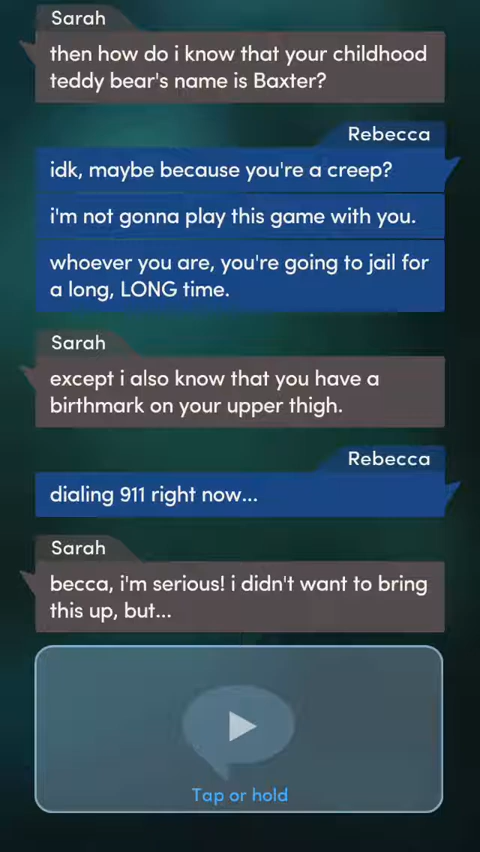 Sarah
then how do i know that your childhood
teddy bear's name is Baxter?
Rebecca
idk, maybe because you're a creep?
i'm not gonna play this game with you.
whoever you are, you're going to jail for
a long, LONG time.
Sarah
except i also know that you have a
birthmark on your upper thigh.
Rebecca
dialing 911 right now...
Sarah
becca, i'm serious! i didn't want to bring
this up, but...
Tap or hold